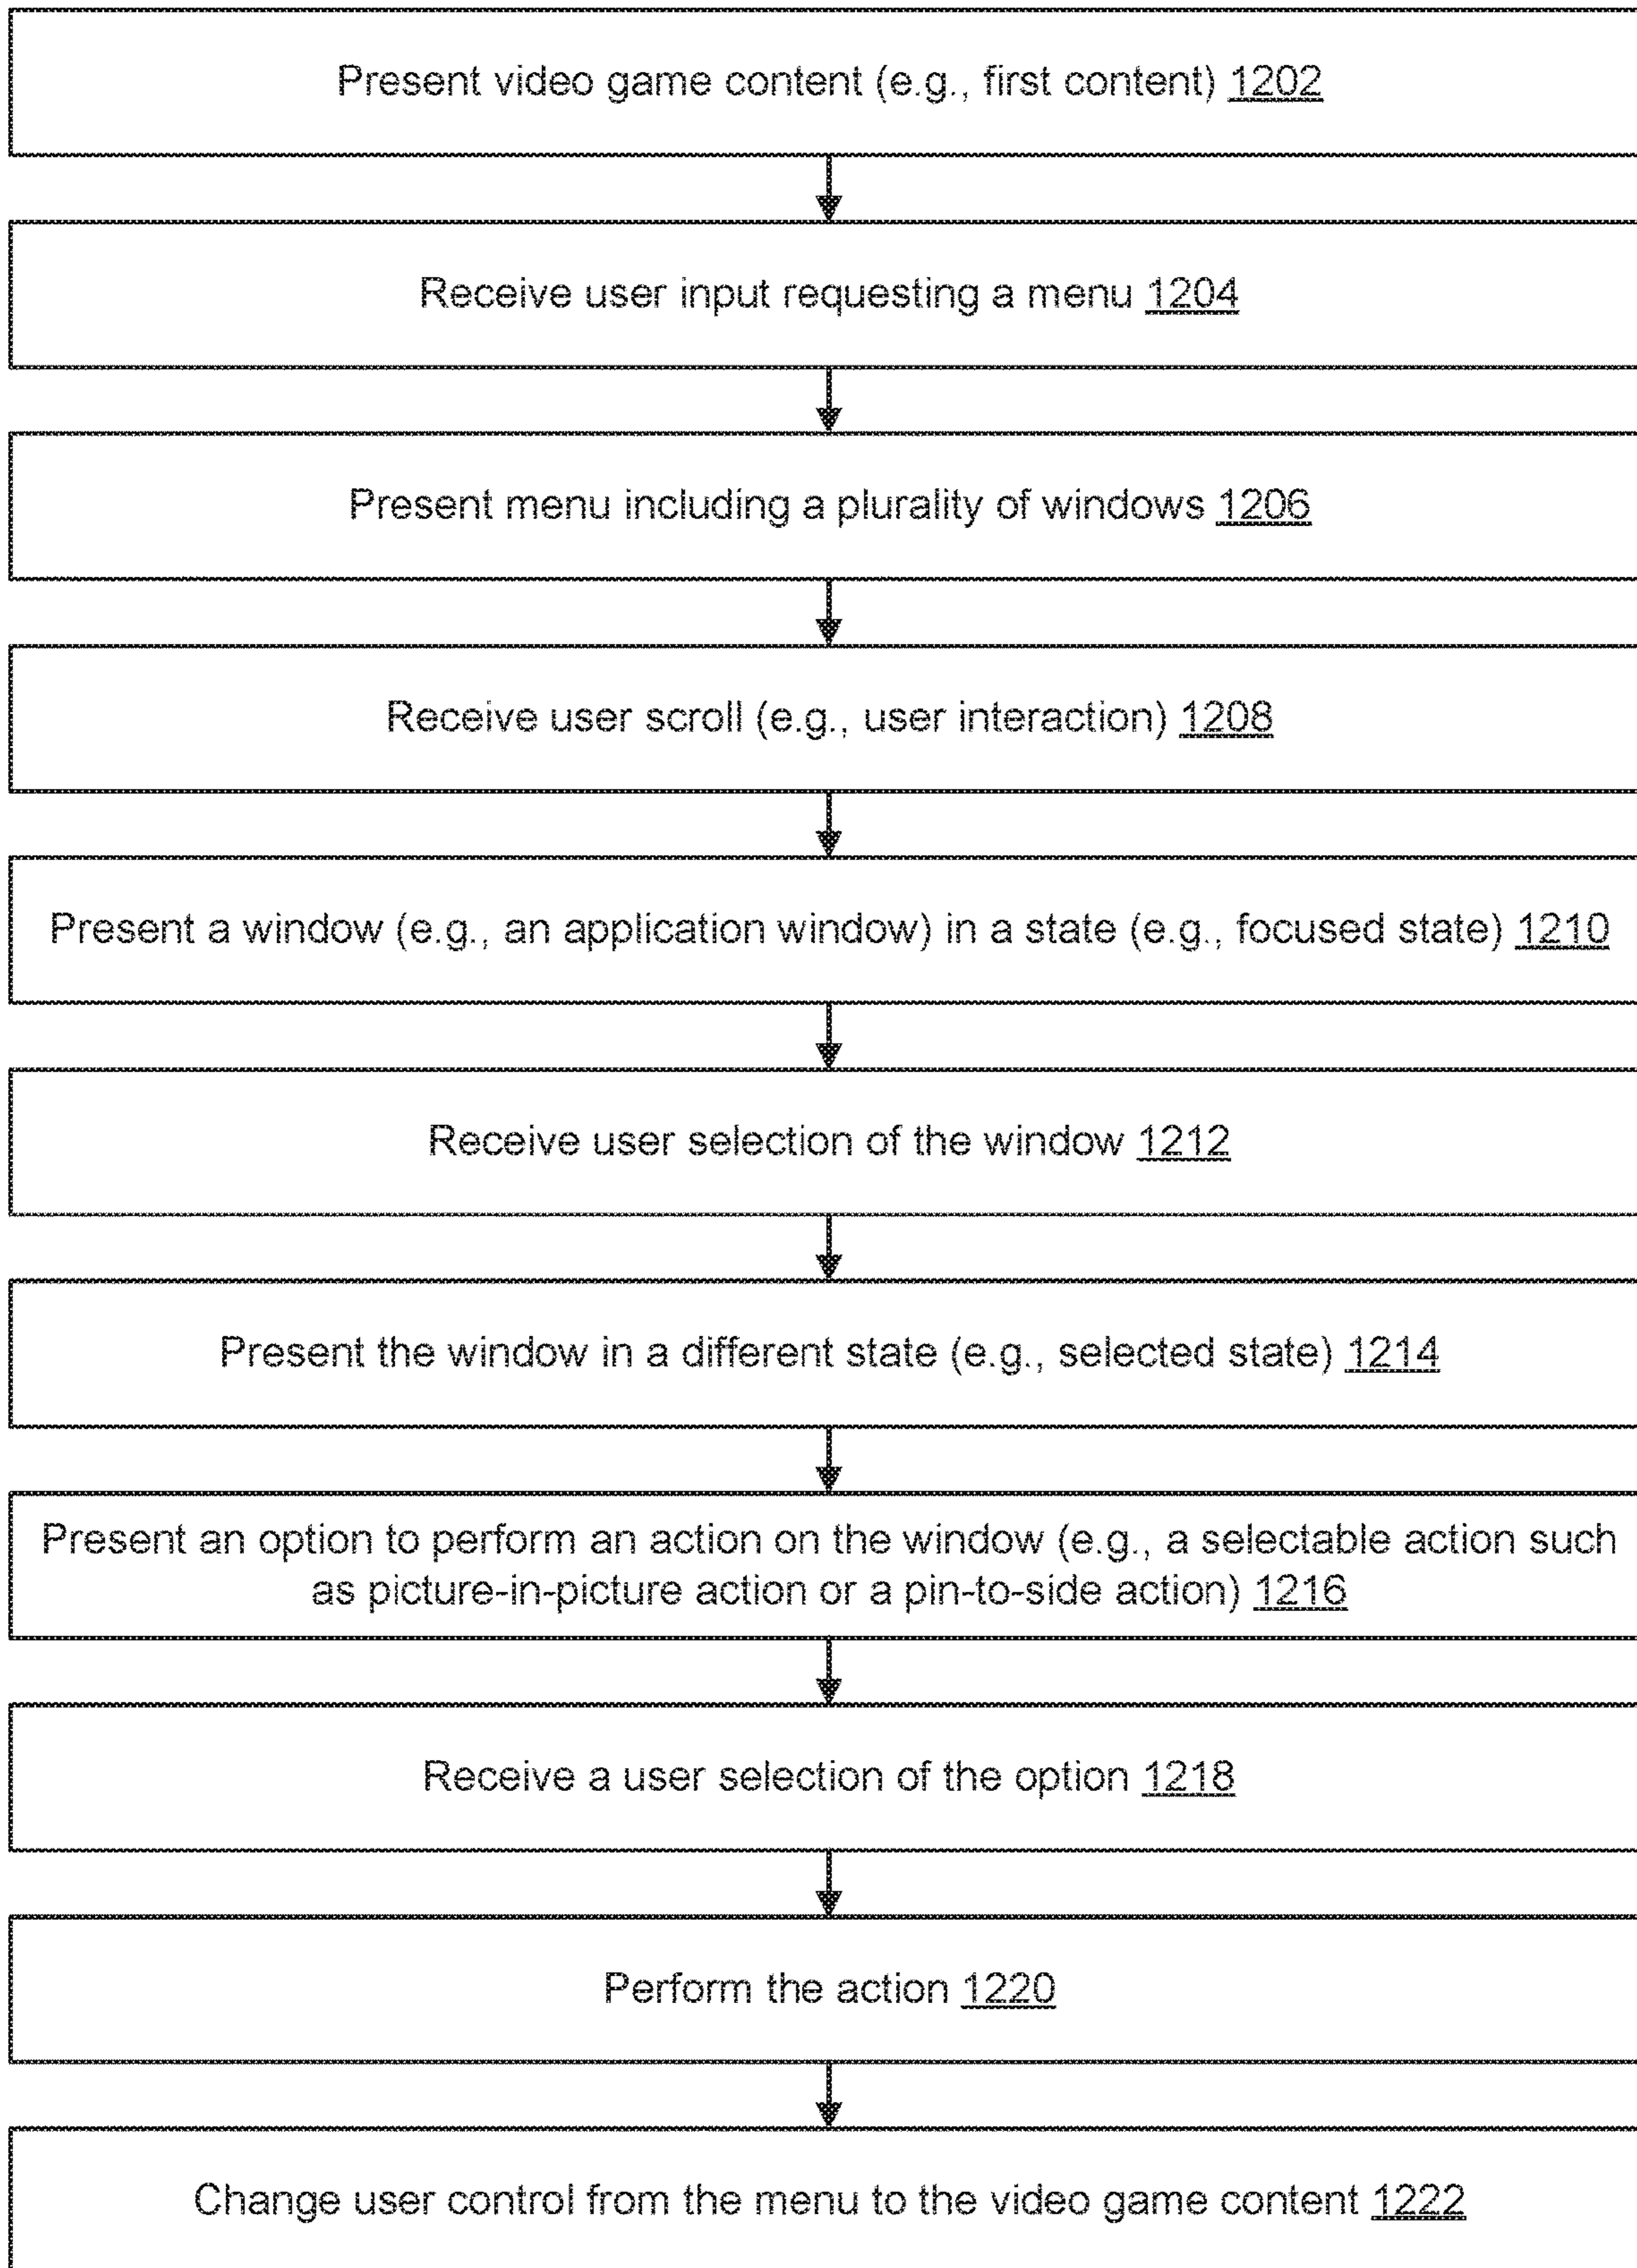 Present video game content (e.g., first content) 1202
Receive user input requesting a menu 1204
Present menu including a plurality of windows 1206
Receive user scroll (e.g., user interaction) 1208
Present a window (e.g., an application window) in a state (e.g., focused state) 1210
Receive user selection of the window 1212
Present the window in a different state (e.g., selected state) 1214
Present an option to perform an action on the window (e.g., a selectable action such
as picture-in-picture action or a pin-to-side action) 1216
Receive a user selection of the option 1218
Perform the action 1220
Change user control from the menu to the video game content 1222